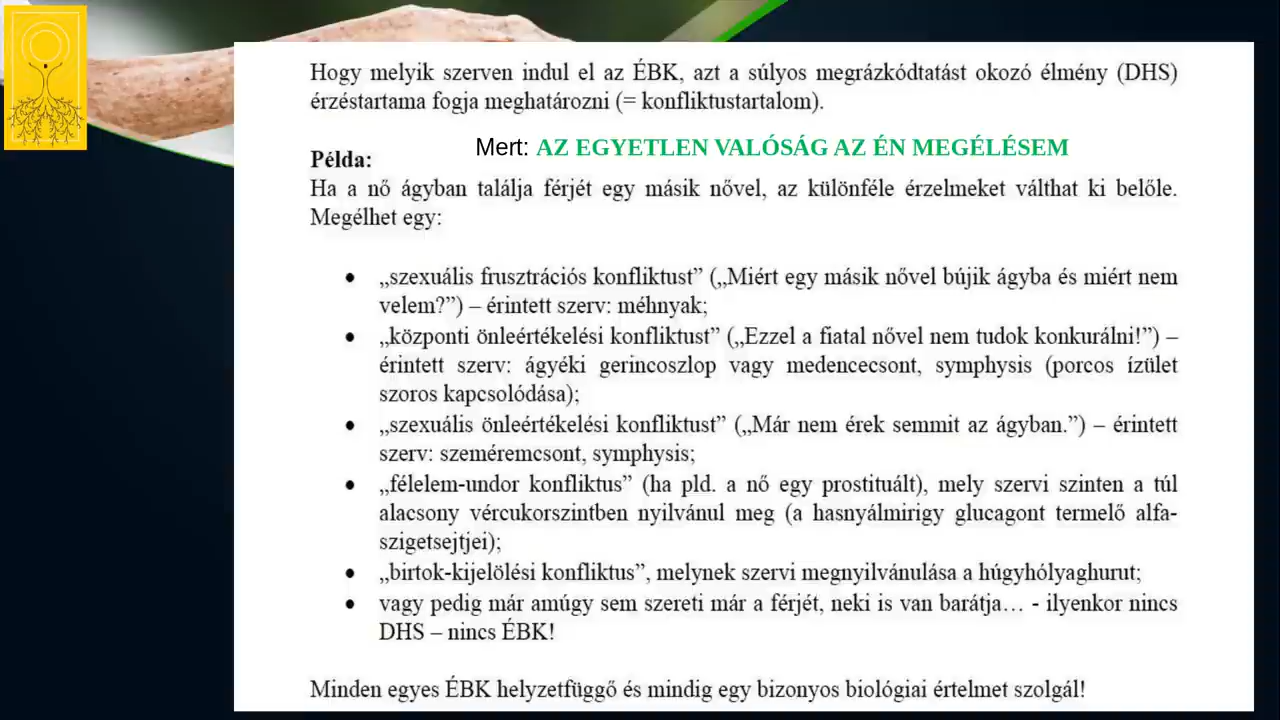 Hogy melyik szerven indul el az ÉBK, azt a súlyos megrázkódtatást okozó élmény (DHS)
érzéstartama fogja meghatározni (= konfliktustartalom).
Mert: AZ EGYETLEN VALÓSÁG AZ ÉN MEGÉLÉSEM
Példa:
Ha a nő ágyban találja férjét egy másik nővel, az különféle érzelmeket válthat ki belőle.
Megélhet egy:
• „szexuális frusztrációs konfliktust” („Miért egy másik nővel bújik ágyba és miért nem
velem?”) – érintett szerv: méhnyak;
• „központi önleértékelési konfliktust” („Ezzel a fiatal nővel nem tudok konkurálni!”) –
érintett szerv: ágyéki gerincoszlop vagy medencecsont, symphysis (porcos ízület
szoros kapcsolódása);
• „szexuális önleértékelési konfliktust” („Már nem érek semmit az ágyban.”) – érintett
szerv: szeméremcsont, symphysis;
• „félelem-undor konfliktus” (ha pld. a nő egy prostituált), mely szervi szinten a túl
alacsony vércukorszintben nyilvánul meg (a hasnyálmirigy glucagont termelő alfa-
szigetsejtjei);
• „birtok-kijelölési konfliktus”, melynek szervi megnyilvánulása a húgyhólyaghurut;
• vagy pedig már amúgy sem szereti már a férjét, neki is van barátja… - ilyenkor nincs
DHS – nincs ÉBK!
Minden egyes ÉBK helyzetfüggő és mindig egy bizonyos biológiai értelmet szolgál!